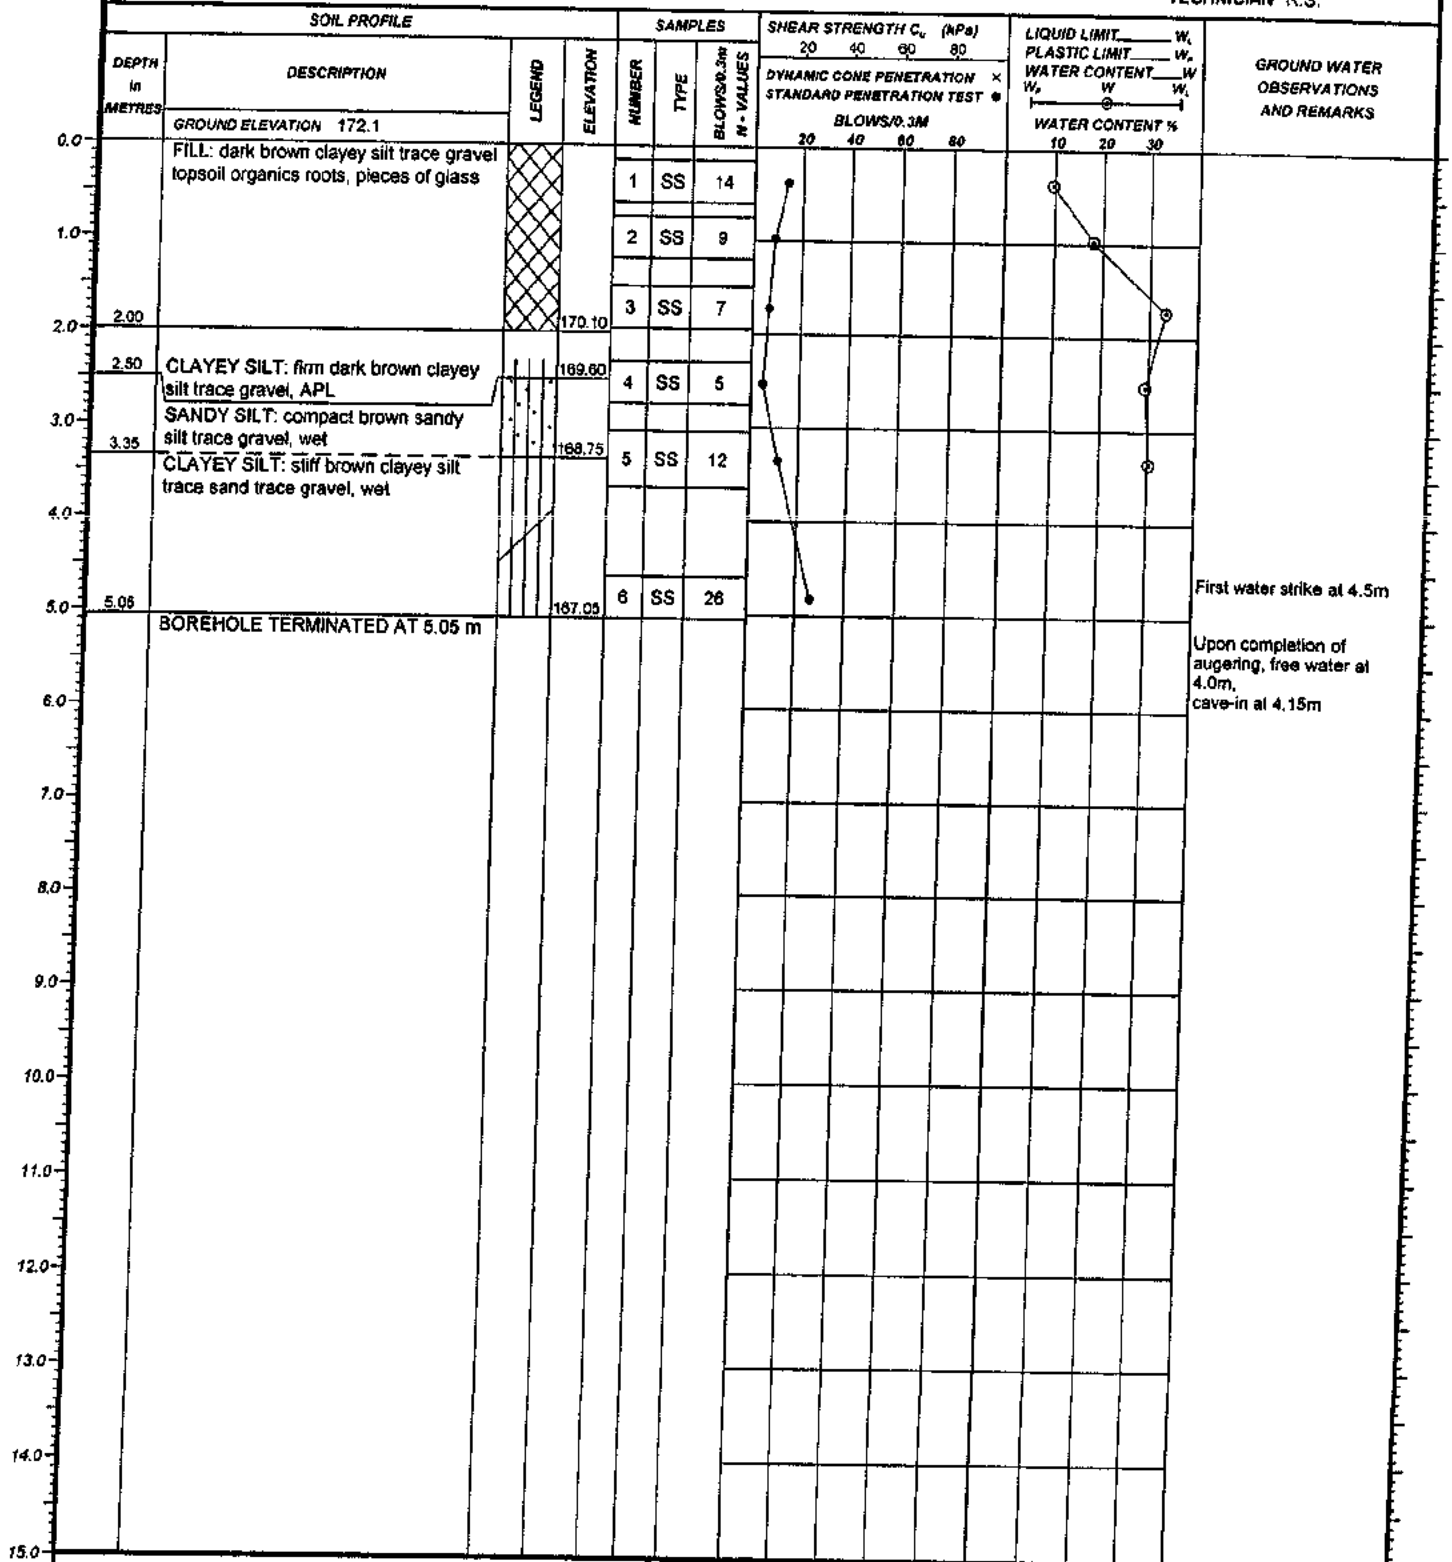 TECHNICIAN R.S.
SOIL PROFILE
SAMPLES
SHEAR STRENGTH Cu (kPa)
20 40 60 80
LIQUID LIMIT WL
PLASTIC LIMIT WP
WATER CONTENT W
WP W WL
WATER CONTENT %
10 20 30
GROUND WATER
OBSERVATIONS
AND REMARKS
DEPTH
in
METRES
DESCRIPTION
LEGEND
ELEVATION
NUMBER
TYPE
BLOWS/0.3m
N - VALUES
DYNAMIC CONE PENETRATION ×
STANDARD PENETRATION TEST ●
BLOWS/0.3M
20 40 60 80
GROUND ELEVATION 172.1
0.0
FILL: dark brown clayey silt trace gravel
topsoil organics roots, pieces of glass
1 SS 14
1.0
2 SS 9
3 SS 7
2.0
2.00
170.10
2.50
CLAYEY SILT: firm dark brown clayey
silt trace gravel, APL
169.60
4 SS 5
3.0
SANDY SILT: compact brown sandy
silt trace gravel, wet
3.35
168.75
5 SS 12
CLAYEY SILT: stiff brown clayey silt
trace sand trace gravel, wet
4.0
First water strike at 4.5m
6 SS 26
5.0
5.05
167.05
BOREHOLE TERMINATED AT 5.05 m
Upon completion of
augering, free water at
4.0m,
cave-in at 4.15m
6.0
7.0
8.0
9.0
10.0
11.0
12.0
13.0
14.0
15.0